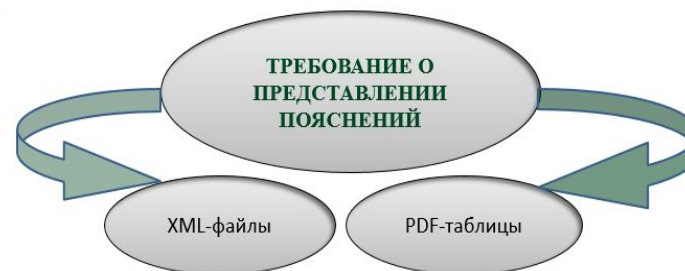 ТРЕБОВАНИЕ О
ПРЕДСТАВЛЕНИИ
ПОЯСНЕНИЙ
XML-файлы
PDF-таблицы